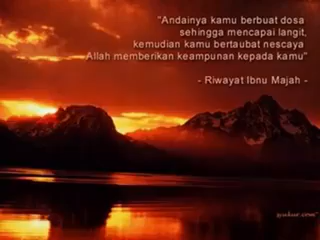 "Andainya kamu berbuat dosa
sehingga mencapai langit,
kemudian kamu bertaubat nescaya
Allah memberikan keampunan kepada kamu"
- Riwayat Ibnu Majah -